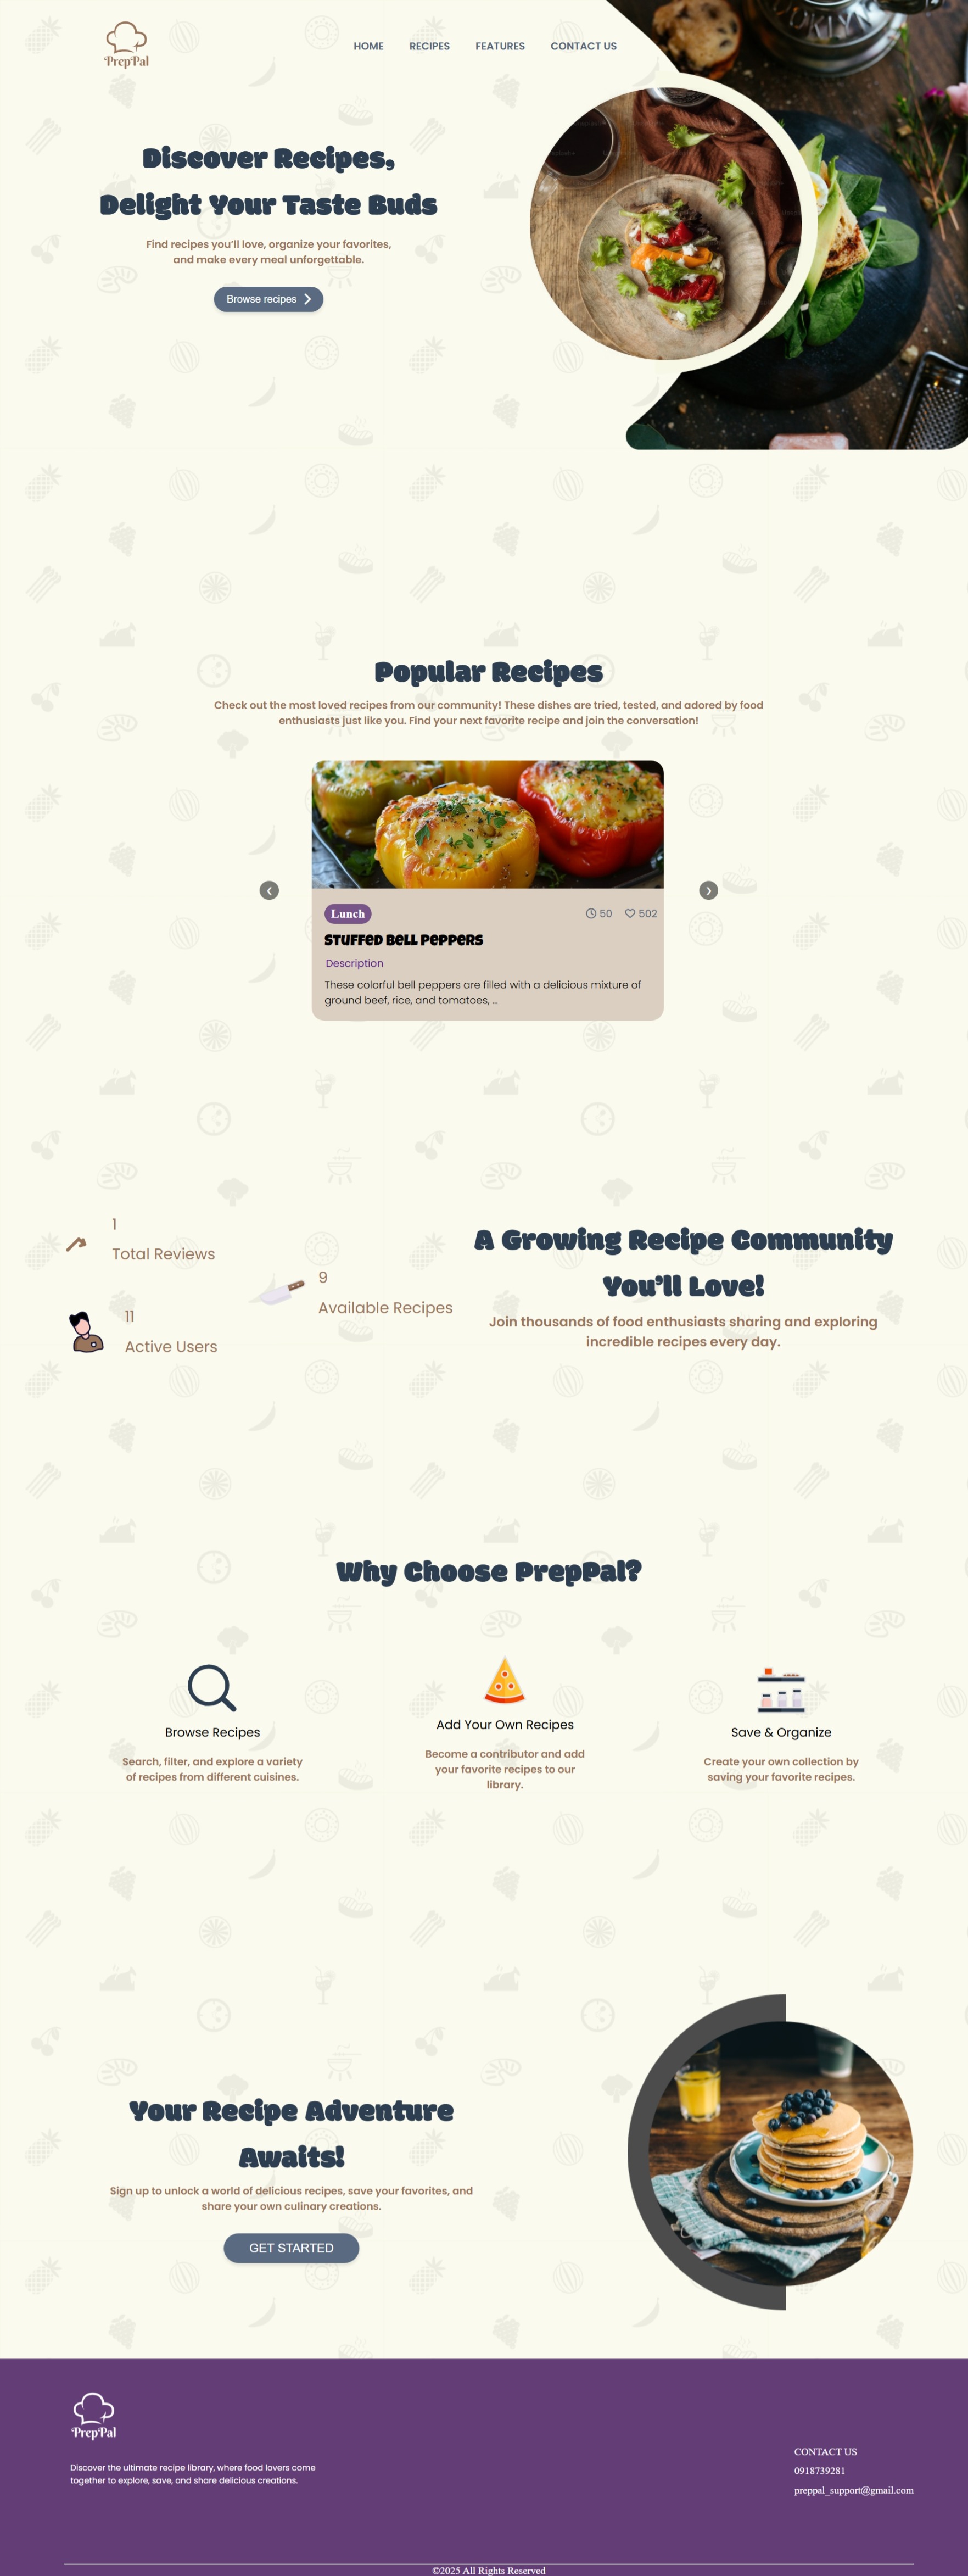 PrepPal
HOME RECIPES FEATURES CONTACT US
Discover Recipes,
Delight Your Taste Buds
Find recipes you'll love, organize your favorites,
and make every meal unforgettable.
Browse recipes
Popular Recipes
Check out the most loved recipes from our community! These dishes are tried, tested, and adored by food
enthusiasts just like you. Find your next favorite recipe and join the conversation!
Lunch 50 502
Stuffed Bell Peppers
Description
These colorful bell peppers are filled with a delicious mixture of
ground beef, rice, and tomatoes, ...
1
Total Reviews
9
Available Recipes
11
Active Users
A Growing Recipe Community
You'll Love!
Join thousands of food enthusiasts sharing and exploring
incredible recipes every day.
Why Choose PrepPal?
Browse Recipes
Search, filter, and explore a variety
of recipes from different cuisines.
Add Your Own Recipes
Become a contributor and add
your favorite recipes to our
library.
Save & Organize
Create your own collection by
saving your favorite recipes.
Your Recipe Adventure
Awaits!
Sign up to unlock a world of delicious recipes, save your favorites, and
share your own culinary creations.
GET STARTED
PrepPal
Discover the ultimate recipe library, where food lovers come
together to explore, save, and share delicious creations.
CONTACT US
0918739281
preppal_support@gmail.com
©2025 All Rights Reserved